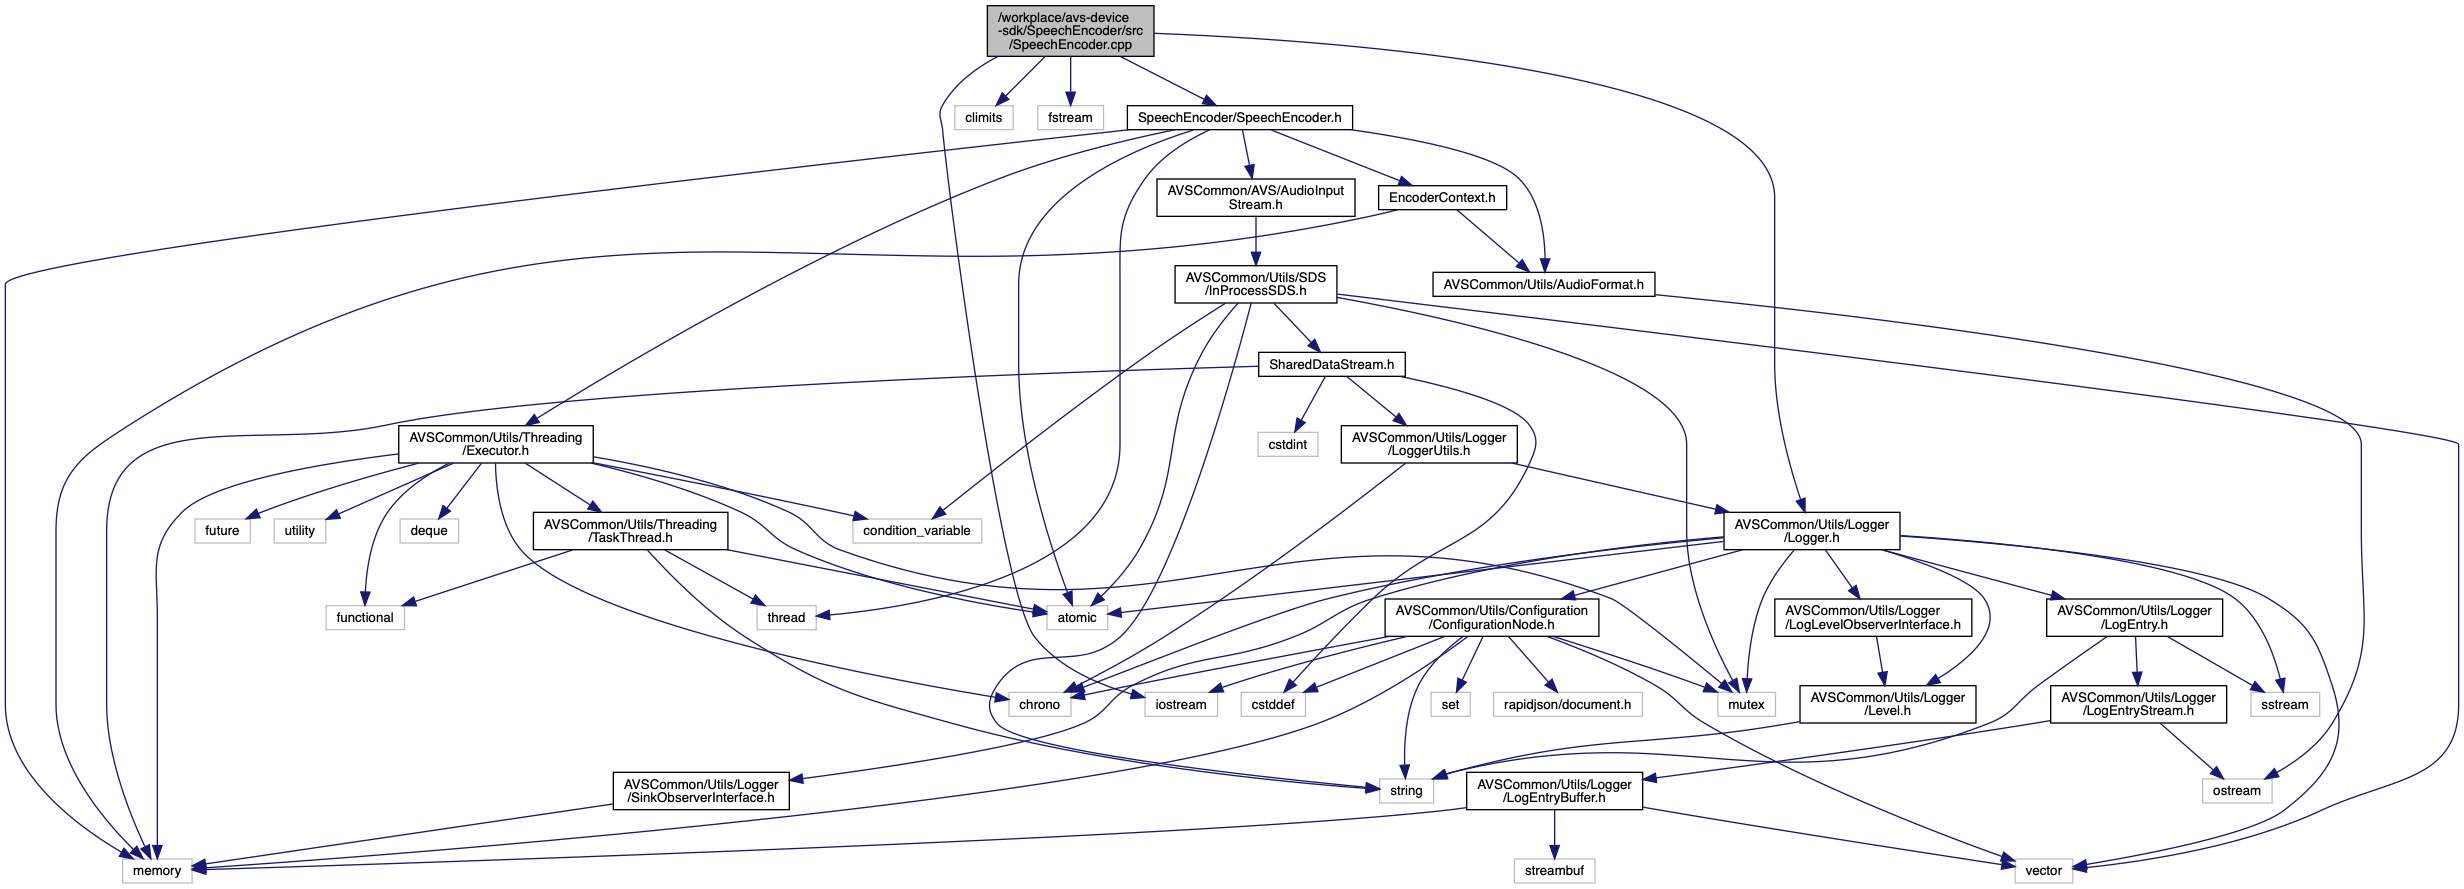 /workplace/avs-device
-sdk/SpeechEncoder/src
/SpeechEncoder.cpp
climits
fstream
SpeechEncoder/SpeechEncoder.h
AVSCommon/AVS/AudioInput
Stream.h
EncoderContext.h
AVSCommon/Utils/SDS
/InProcessSDS.h
AVSCommon/Utils/AudioFormat.h
SharedDataStream.h
AVSCommon/Utils/Threading
/Executor.h
cstdint
AVSCommon/Utils/Logger
/LoggerUtils.h
future
utility
deque
AVSCommon/Utils/Threading
/TaskThread.h
condition_variable
AVSCommon/Utils/Logger
/Logger.h
functional
thread
atomic
AVSCommon/Utils/Configuration
/ConfigurationNode.h
AVSCommon/Utils/Logger
/LogLevelObserverInterface.h
AVSCommon/Utils/Logger
/LogEntry.h
chrono
iostream
cstddef
set
rapidjson/document.h
mutex
AVSCommon/Utils/Logger
/Level.h
AVSCommon/Utils/Logger
/LogEntryStream.h
sstream
AVSCommon/Utils/Logger
/SinkObserverInterface.h
string
AVSCommon/Utils/Logger
/LogEntryBuffer.h
ostream
memory
streambuf
vector